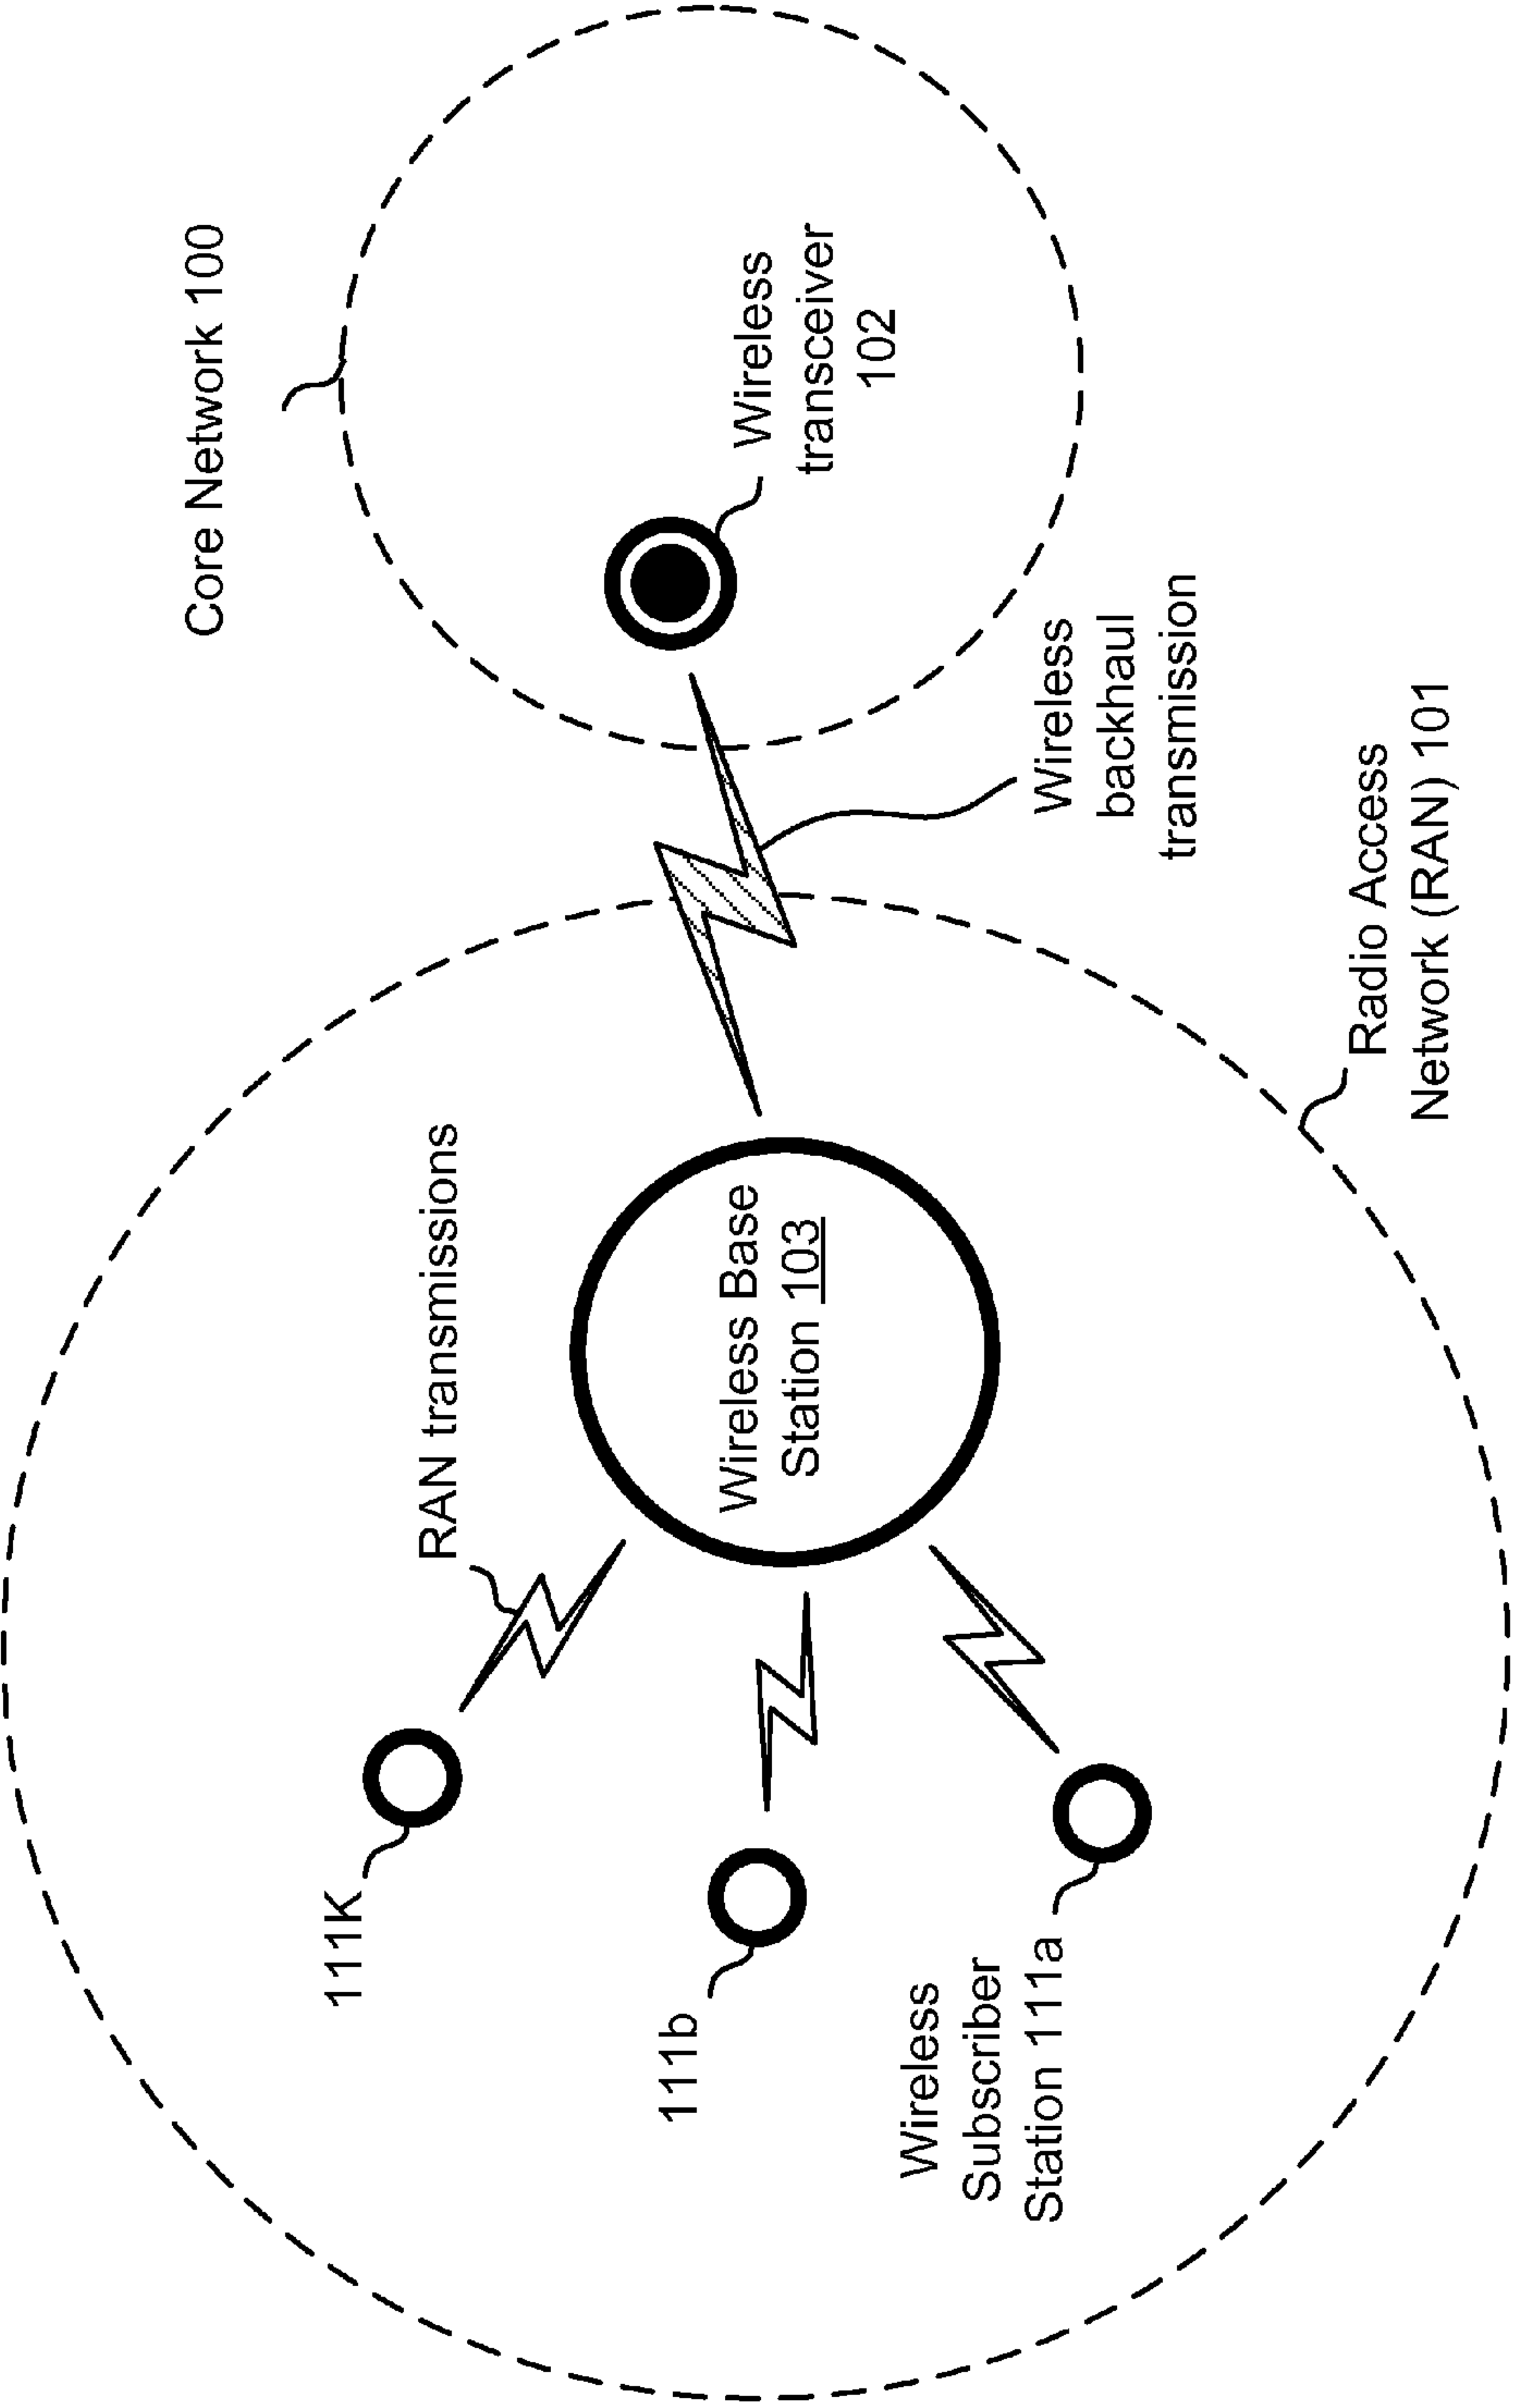 Core Network 100
Wireless
transceiver
102
Wireless
backhaul
transmission
Radio Access
Network (RAN) 101
RAN transmissions
Wireless Base
Station 103
111K
111b
Wireless
Subscriber
Station 111a